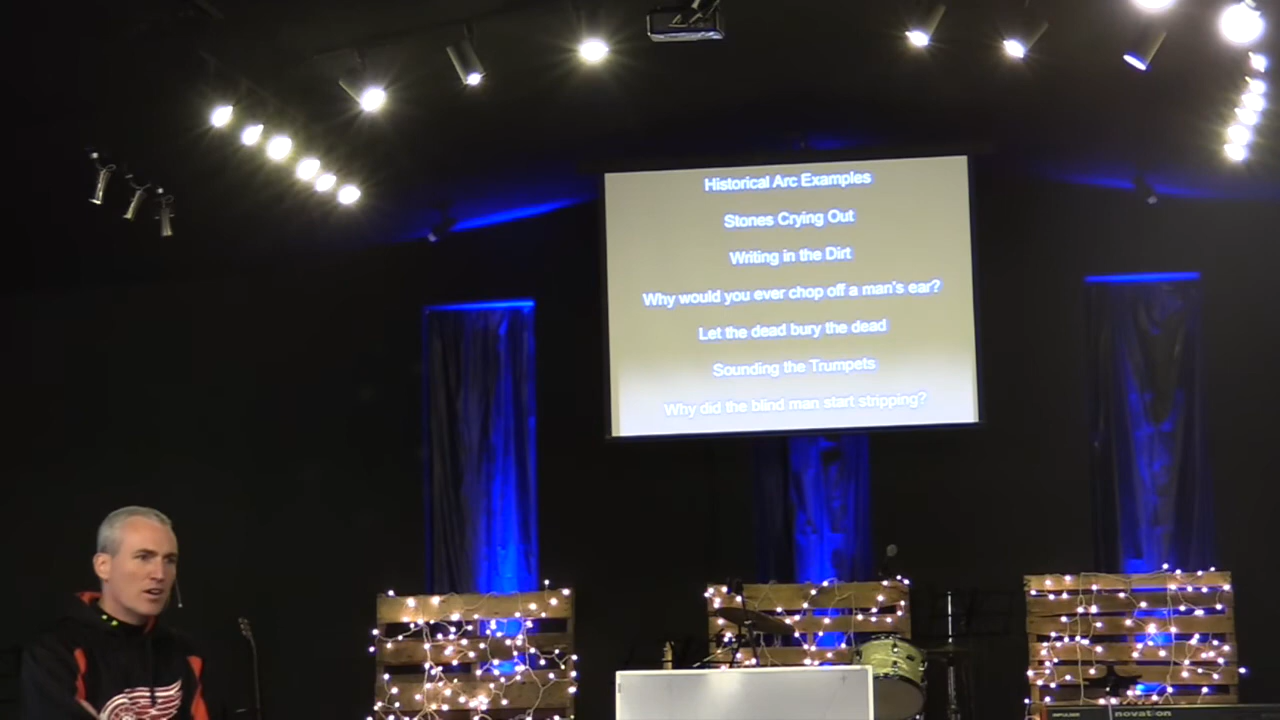 Historical Arc Examples
Stones Crying Out
Writing in the Dirt
Why would you ever chop off a man's ear?
Let the dead bury the dead
Sounding the Trumpets
Why did the blind man start stripping?
IMPULSE novation